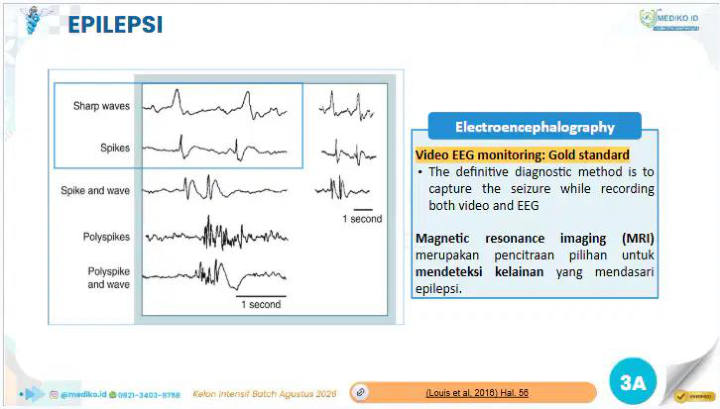 EPILEPSI
MEDIKO.ID
Sharp waves
Spikes
Spike and wave
1 second
Polyspikes
Polyspike
and wave
1 second
Electroencephalography
Video EEG monitoring: Gold standard
• The definitive diagnostic method is to
capture the seizure while recording
both video and EEG
Magnetic resonance imaging (MRI)
merupakan pencitraan pilihan untuk
mendeteksi kelainan yang mendasari
epilepsi.
@mediko.id 0821-3403-8758 Kelon Intensif Batch Agustus 2026
(Louis et al, 2016) Hal. 56
3A